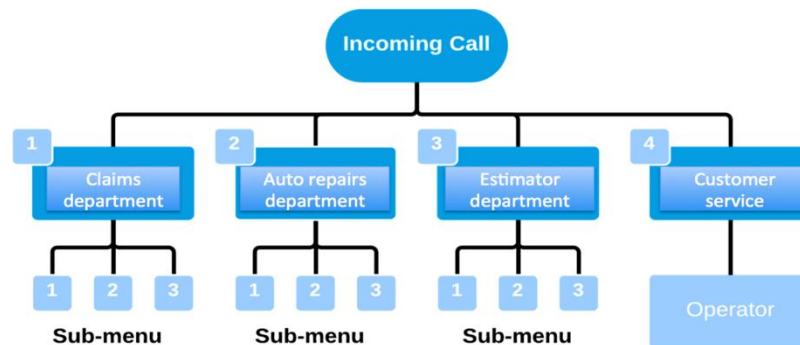 Incoming Call
1
2
3
4
Claims
department
Auto repairs
department
Estimator
department
Customer
service
1 2 3
1 2 3
1 2 3
Operator
Sub-menu
Sub-menu
Sub-menu